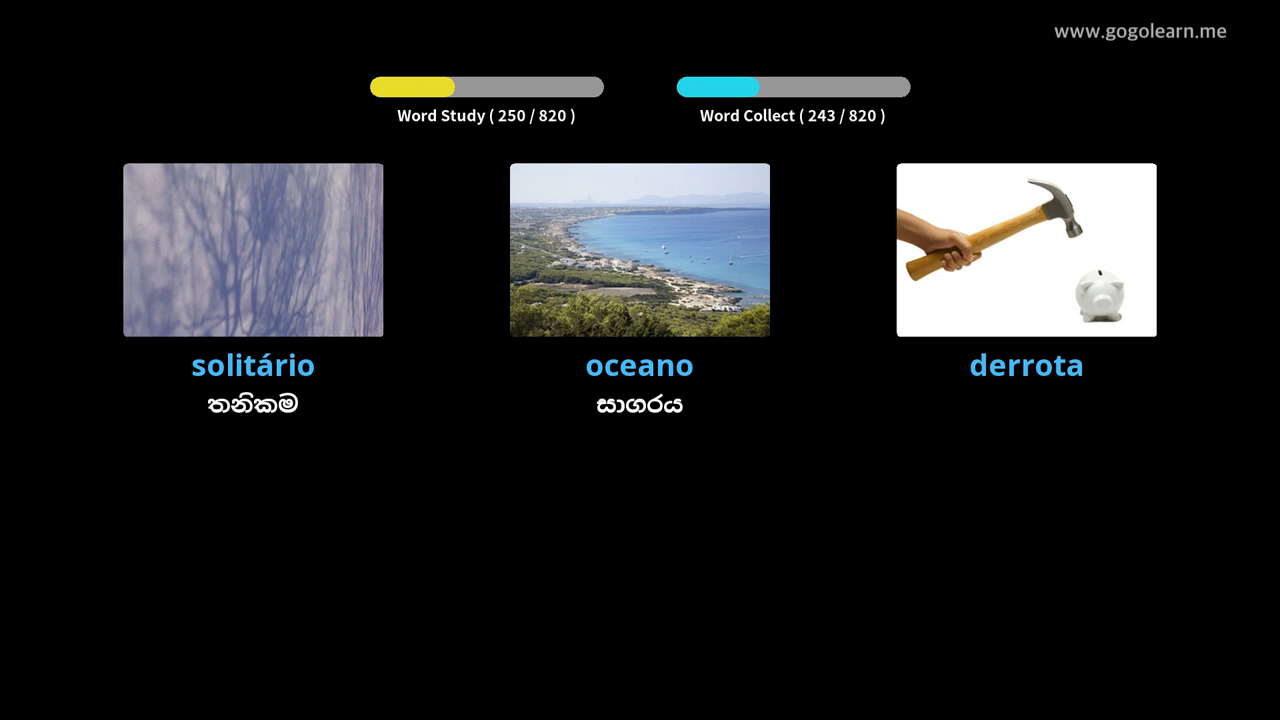 www.gogolearn.me
Word Study ( 250 / 820 )
Word Collect ( 243 / 820 )
solitário
oceano
derrota
තනිකම
සාගරය